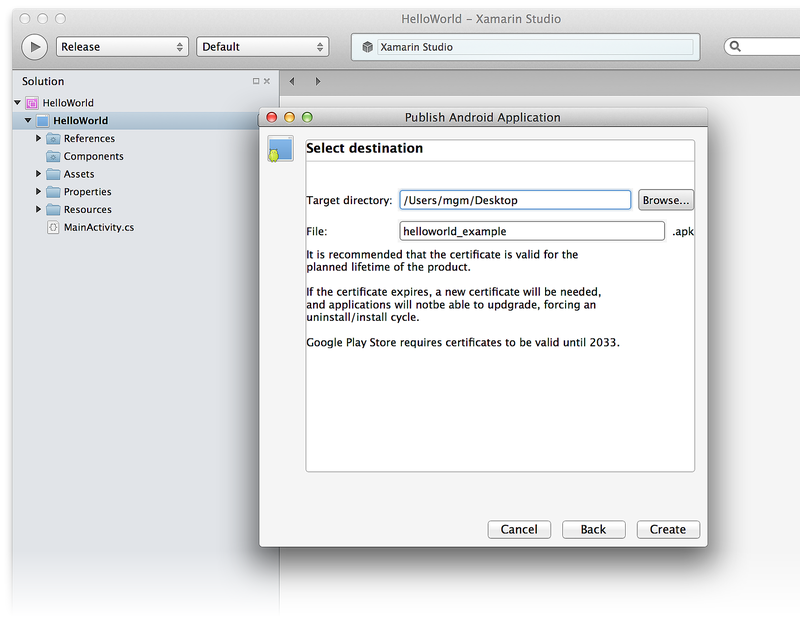 HelloWorld – Xamarin Studio
Release
Default
Xamarin Studio
Solution
HelloWorld
HelloWorld
References
Components
Assets
Properties
Resources
MainActivity.cs
Publish Android Application
Select destination
Target directory: /Users/mgm/Desktop Browse...
File: helloworld_example .apk
It is recommended that the certificate is valid for the
planned lifetime of the product.
If the certificate expires, a new certificate will be needed,
and applications will notbe able to updgrade, forcing an
uninstall/install cycle.
Google Play Store requires certificates to be valid until 2033.
Cancel Back Create